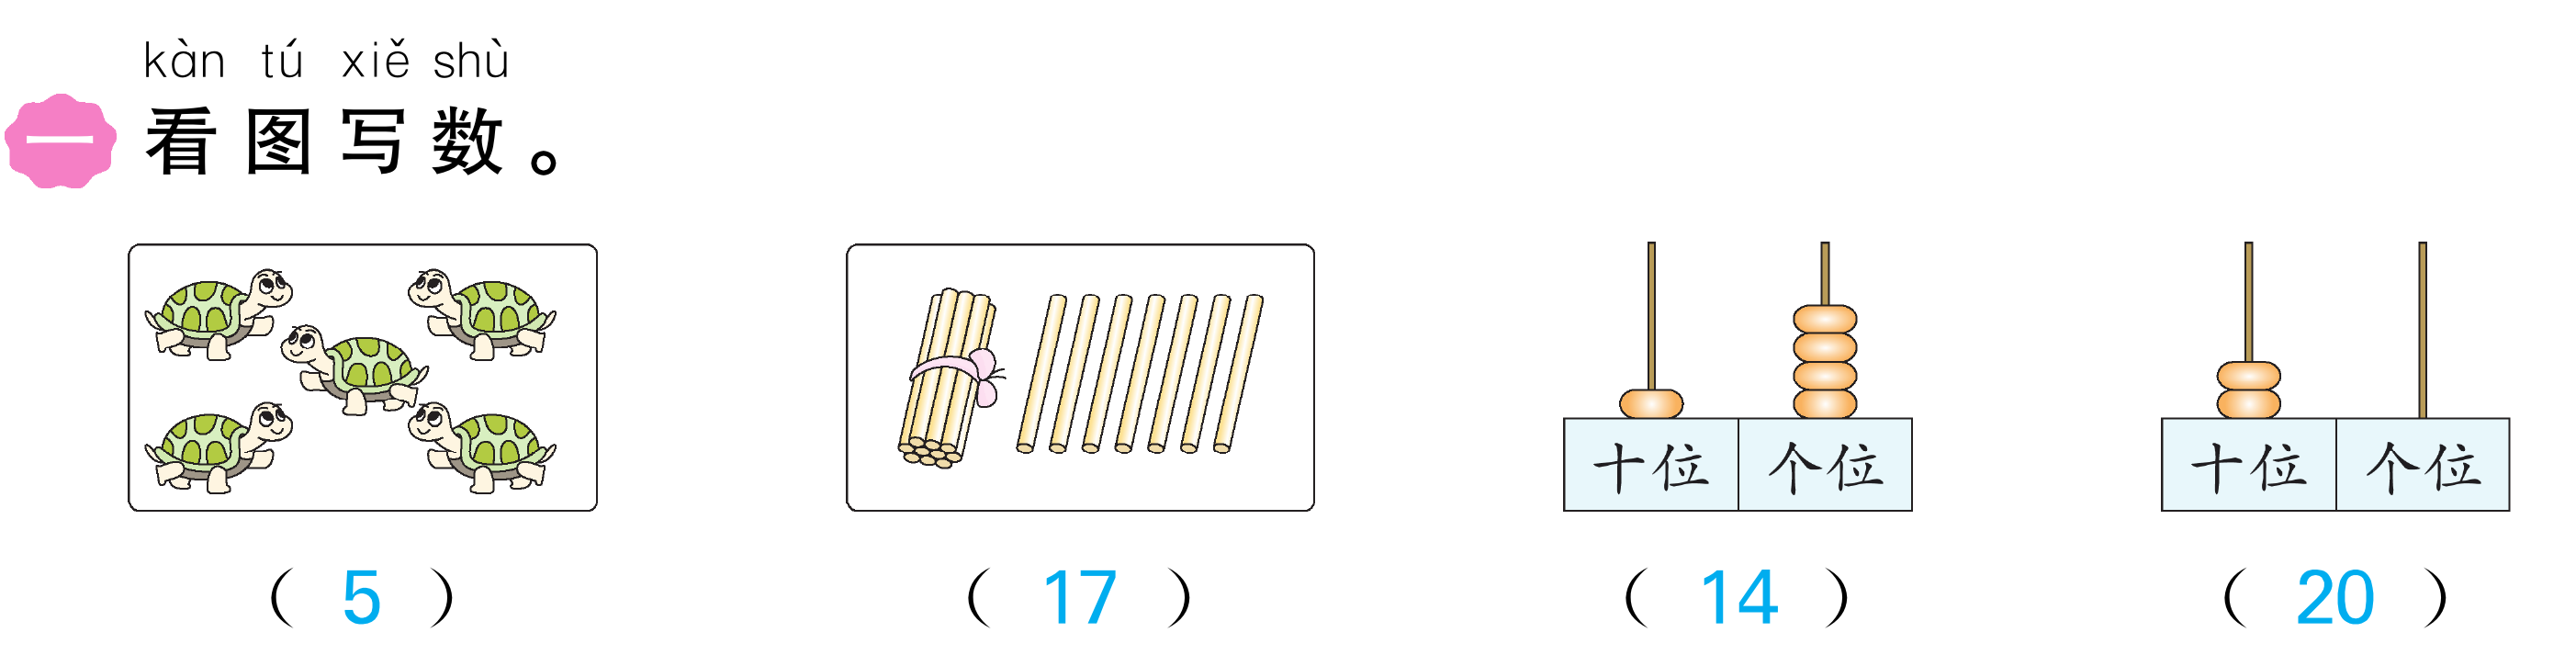 kàn tú xiě shù
一 看图写数。
十位 个位 十位 个位
（ 5 ） （ 17 ） （ 14 ） （ 20 ）